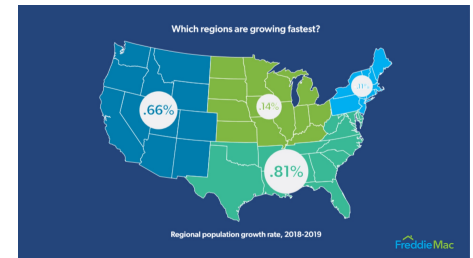 Which regions are growing fastest?
.66%
.14%
.81%
Regional population growth rate, 2018-2019
FreddieMac